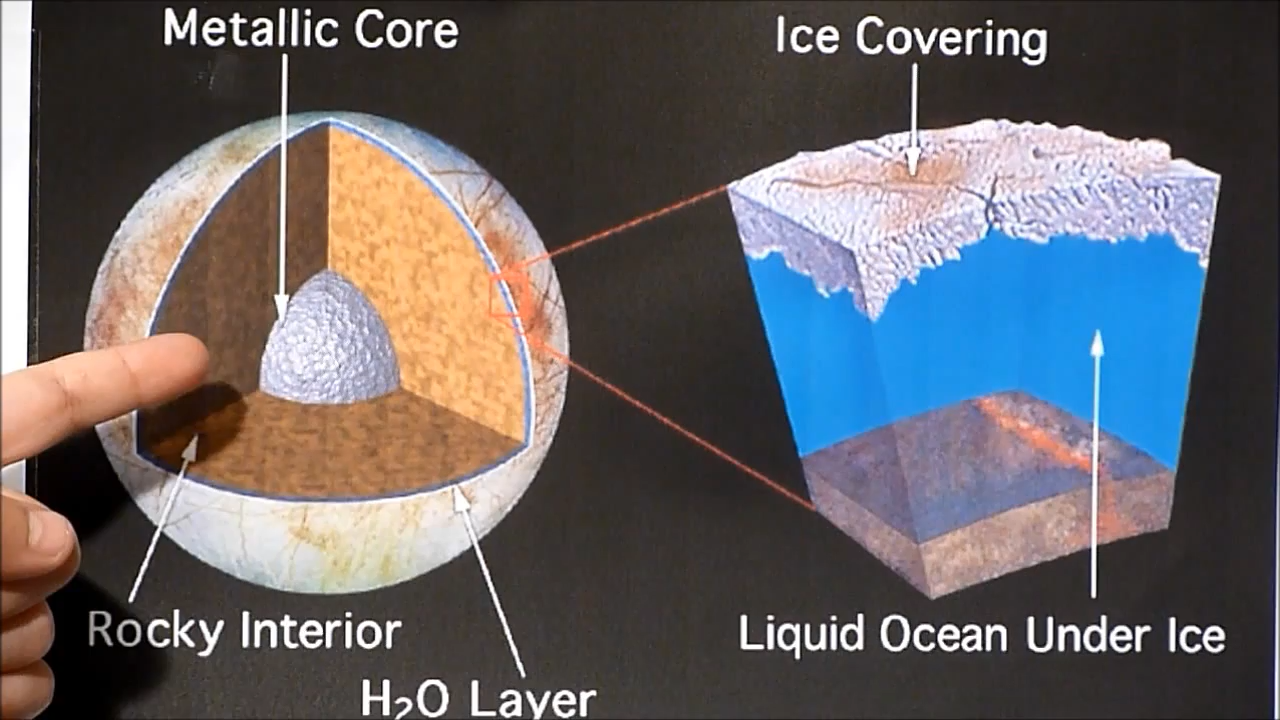 Metallic Core
Ice Covering
Rocky Interior
H₂O Layer
Liquid Ocean Under Ice